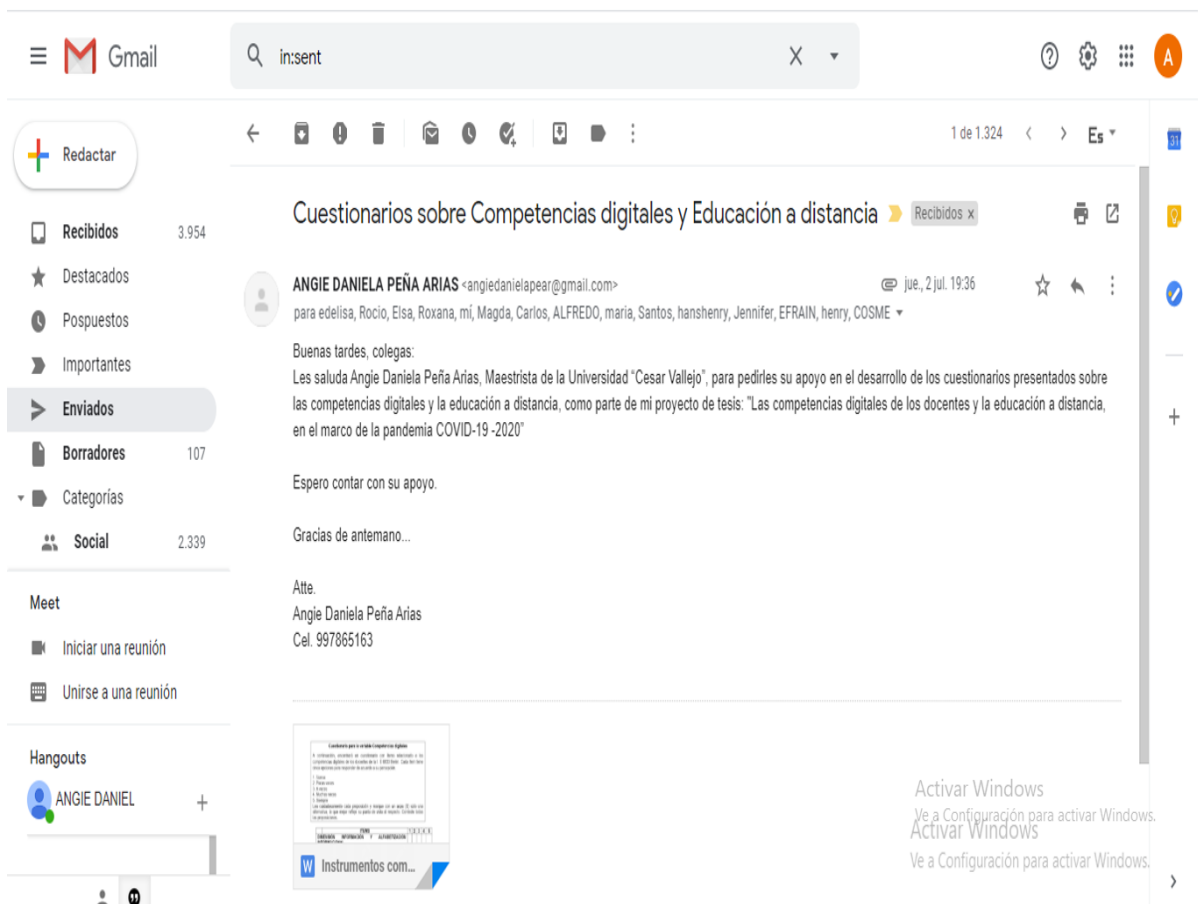 Gmail
in:sent
A
Redactar
1 de 1.324
Es
31
Cuestionarios sobre Competencias digitales y Educación a distancia
Recibidos x
Recibidos 3.954
Destacados
Pospuestos
Importantes
Enviados
Borradores 107
Categorías
Social 2.339
Meet
Iniciar una reunión
Unirse a una reunión
Hangouts
ANGIE DANIEL
ANGIE DANIELA PEÑA ARIAS <angiedanielapear@gmail.com>
jue., 2 jul. 19:36
para edelisa, Rocio, Elsa, Roxana, mí, Magda, Carlos, ALFREDO, maria, Santos, hanshenry, Jennifer, EFRAIN, henry, COSME
Buenas tardes, colegas:
Les saluda Angie Daniela Peña Arias, Maestrista de la Universidad “Cesar Vallejo”, para pedirles su apoyo en el desarrollo de los cuestionarios presentados sobre
las competencias digitales y la educación a distancia, como parte de mi proyecto de tesis: "Las competencias digitales de los docentes y la educación a distancia,
en el marco de la pandemia COVID-19 -2020”
Espero contar con su apoyo.
Gracias de antemano...
Atte.
Angie Daniela Peña Arias
Cel. 997865163
W Instrumentos com...
Activar Windows
Ve a Configuración para activar Windows.
Activar Windows
Ve a Configuración para activar Windows.